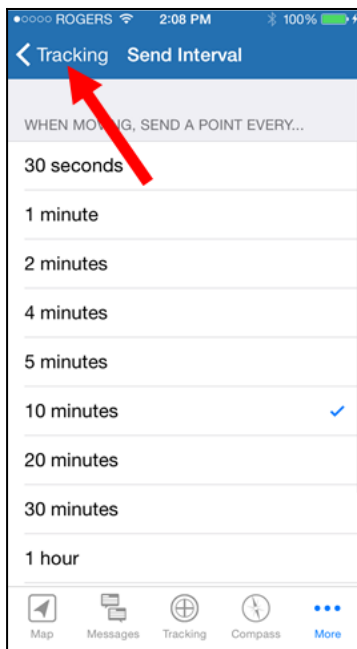 ROGERS 2:08 PM 100%
Tracking Send Interval
WHEN MOVING, SEND A POINT EVERY...
30 seconds
1 minute
2 minutes
4 minutes
5 minutes
10 minutes
20 minutes
30 minutes
1 hour
Map Messages Tracking Compass More